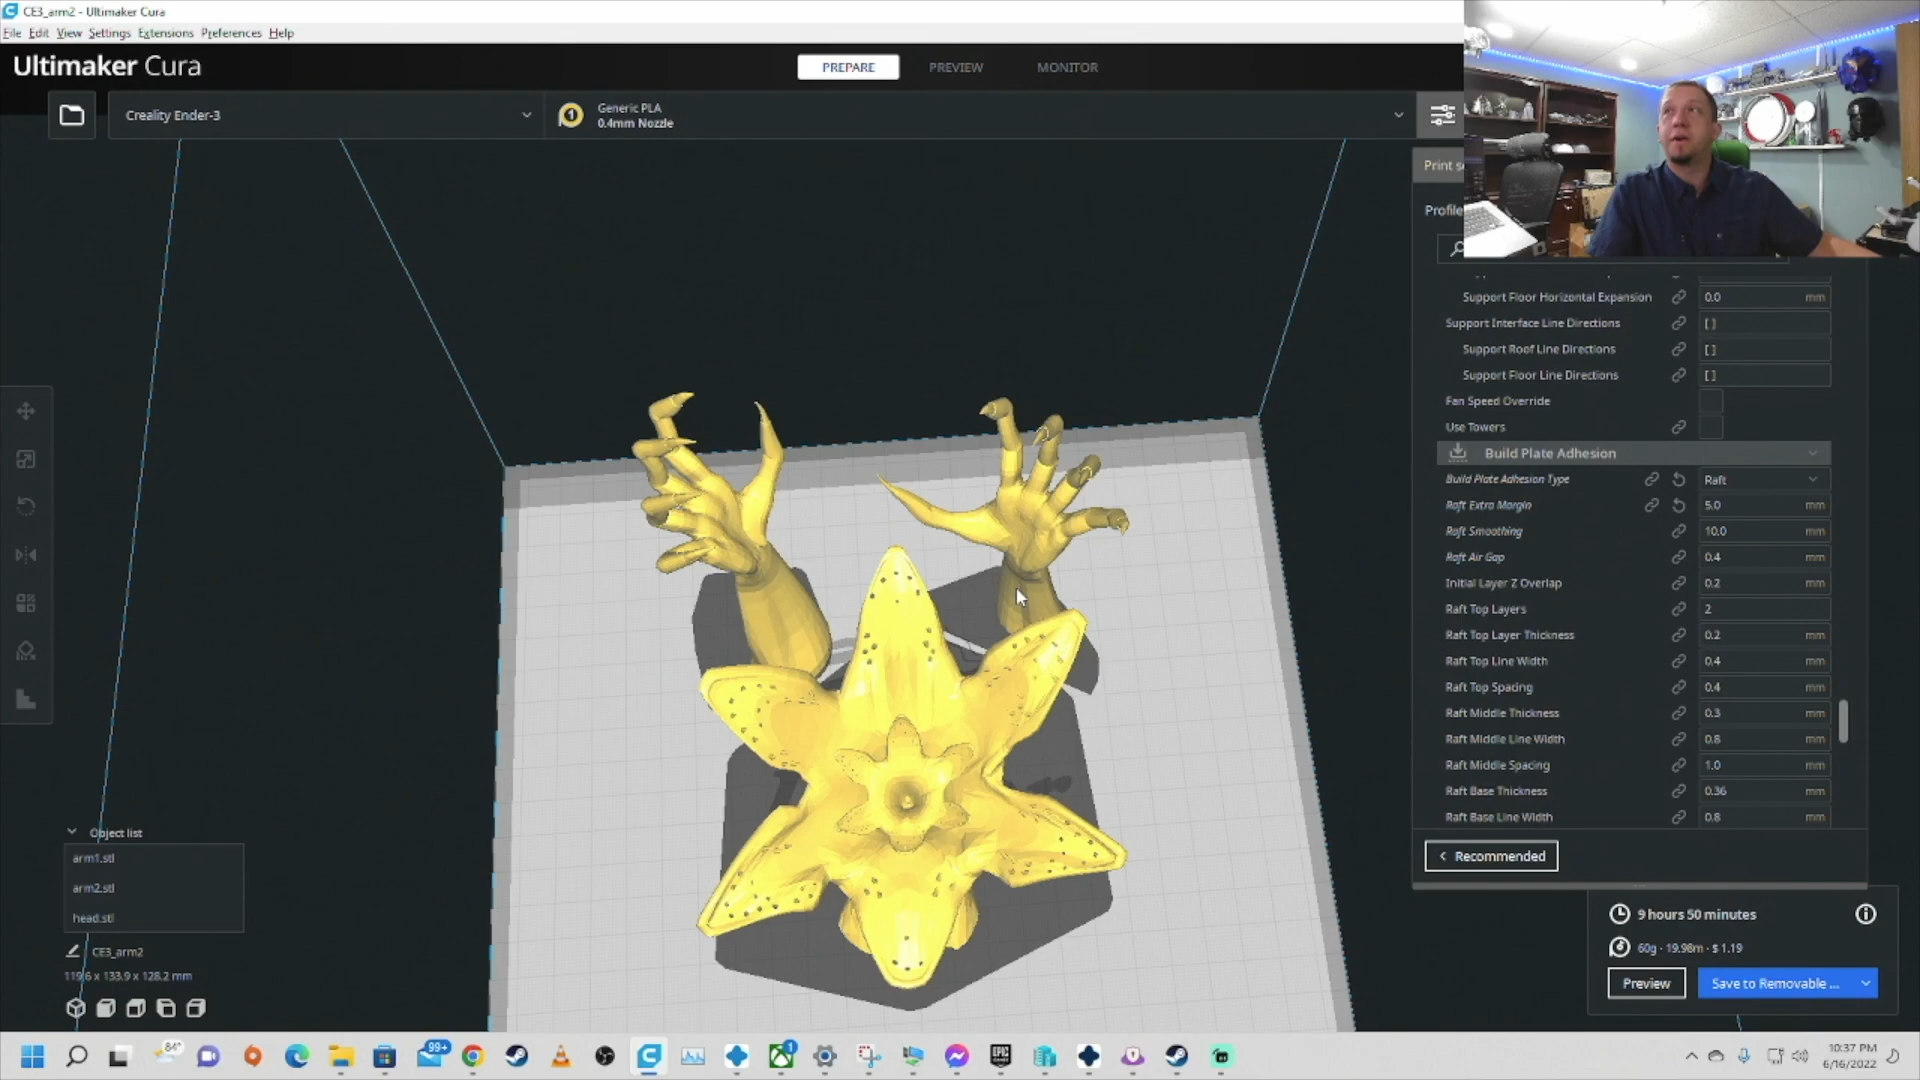 CE3_arm2 - Ultimaker Cura
File Edit View Settings Extensions Preferences Help
Ultimaker Cura
PREPARE PREVIEW MONITOR
Creality Ender-3
1
Generic PLA
0.4mm Nozzle
Print s
Profile
Support Floor Horizontal Expansion 0.0 mm
Support Interface Line Directions []
Support Roof Line Directions []
Support Floor Line Directions []
Fan Speed Override
Use Towers
Build Plate Adhesion
Build Plate Adhesion Type Raft
Raft Extra Margin 5.0 mm
Raft Smoothing 10.0 mm
Raft Air Gap 0.4 mm
Initial Layer Z Overlap 0.2 mm
Raft Top Layers 2
Raft Top Layer Thickness 0.2 mm
Raft Top Line Width 0.4 mm
Raft Top Spacing 0.4 mm
Raft Middle Thickness 0.3 mm
Raft Middle Line Width 0.8 mm
Raft Middle Spacing 1.0 mm
Raft Base Thickness 0.36 mm
Raft Base Line Width 0.8 mm
Recommended
Object list
arm1.stl
arm2.stl
head.stl
CE3_arm2
119.6 x 133.9 x 128.2 mm
9 hours 50 minutes
60g · 19.98m · $ 1.19
Preview Save to Removable ...
84°
99+
1
EPIC
10:37 PM
6/16/2022